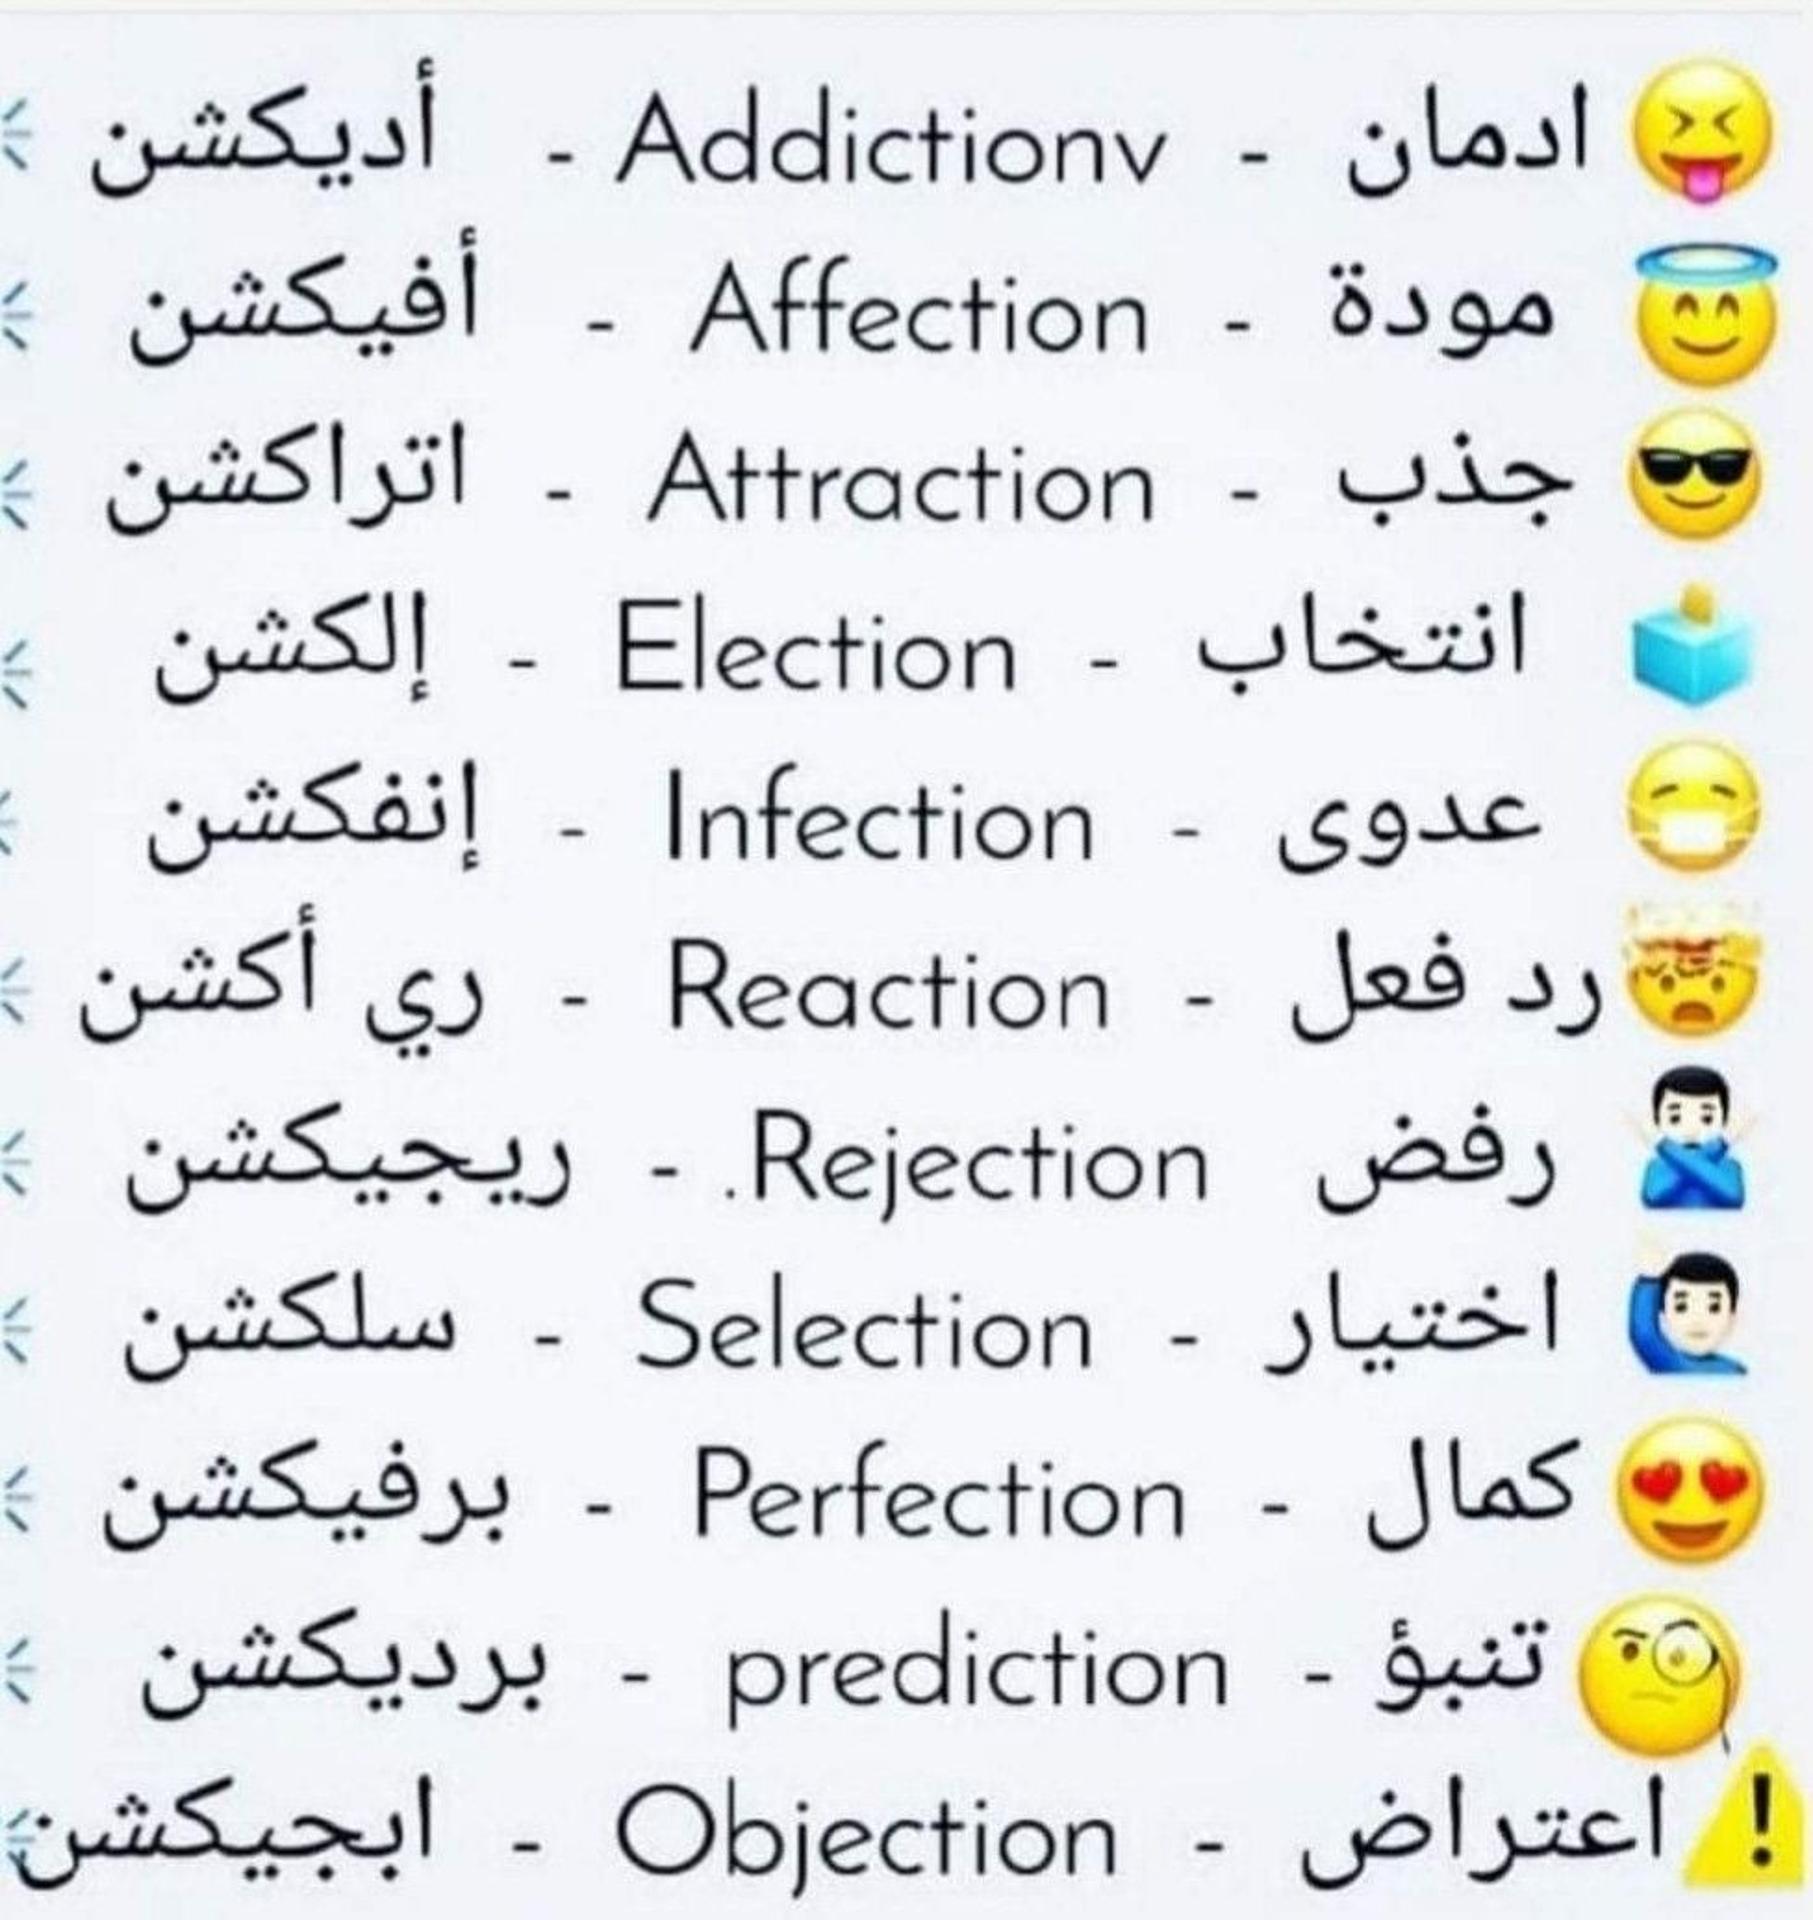 ادمان - Addictionv - أديكشن
مودة - Affection - أفيكشن
جذب - Attraction - اتراكشن
انتخاب - Election - إلكشن
عدوى - Infection - إنفكشن
رد فعل - Reaction - ري أكشن
رفض Rejection. - ريجيكشن
اختيار - Selection - سلكشن
كمال - Perfection - برفيكشن
تنبؤ - prediction - برديكشن
اعتراض - Objection - ابجيكشن